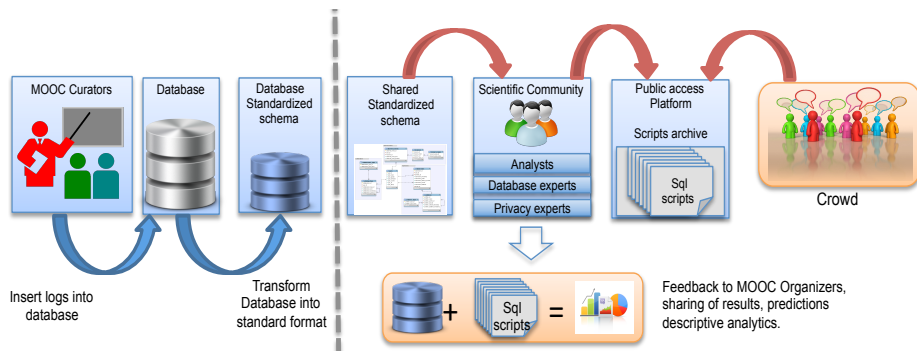 MOOC Curators
Database
Database
Standardized
schema
Insert logs into
database
Transform
Database into
standard format
Shared
Standardized
schema
Scientific Community
Analysts
Database experts
Privacy experts
Public access
Platform
Scripts archive
Sql
scripts
Crowd
+
Sql
scripts
=
Feedback to MOOC Organizers,
sharing of results, predictions
descriptive analytics.